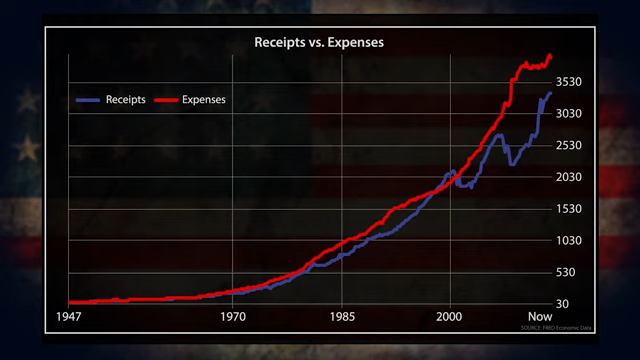 Receipts vs. Expenses
Receipts
Expenses
3530
3030
2530
2030
1530
1030
530
30
1947
1970
1985
2000
Now
SOURCE: FRED Economic Data